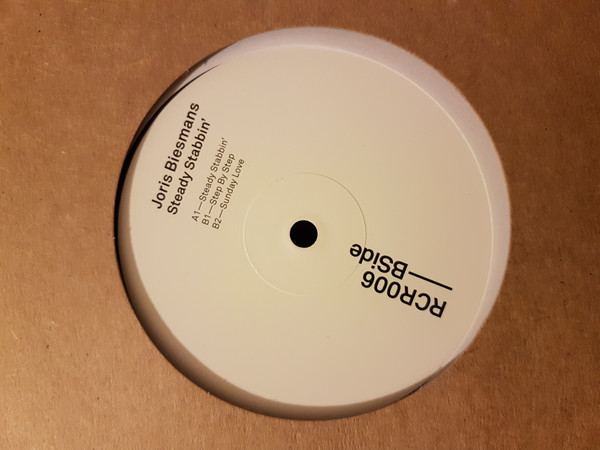 Joris Biesmans
Steady Stabbin'
A1—Steady Stabbin'
B1—Step By Step
B2—Sunday Love
RCR006
—BSide